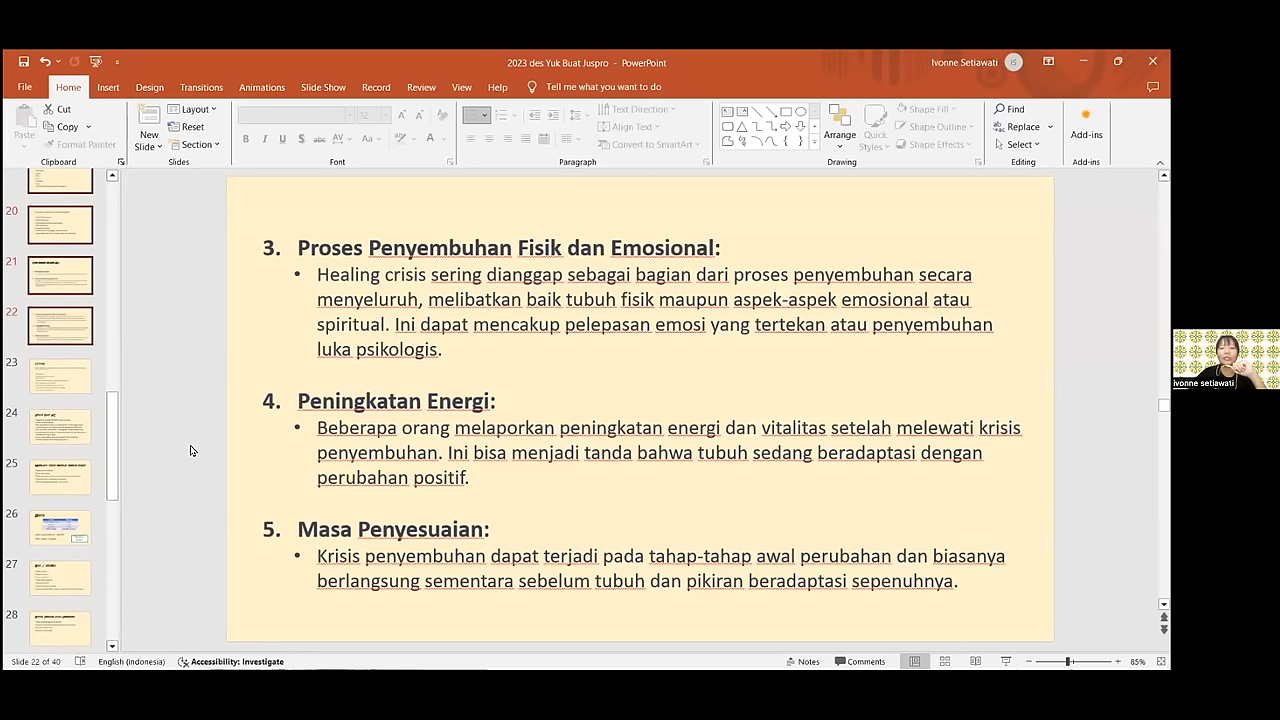 2023 des Yuk Buat Juspro - PowerPoint
Ivonne Setiawati
IS
File Home Insert Design Transitions Animations Slide Show Record Review View Help Tell me what you want to do
Cut
Copy
Format Painter
Paste
Clipboard
New Slide
Layout
Reset
Section
Slides
Font
Text Direction
Align Text
Convert to SmartArt
Paragraph
Arrange
Quick Styles
Shape Fill
Shape Outline
Shape Effects
Drawing
Find
Replace
Select
Editing
Add-ins
Add-ins
20
21
22
23
24
25
26
27
28
3. Proses Penyembuhan Fisik dan Emosional:
• Healing crisis sering dianggap sebagai bagian dari proses penyembuhan secara
menyeluruh, melibatkan baik tubuh fisik maupun aspek-aspek emosional atau
spiritual. Ini dapat mencakup pelepasan emosi yang tertekan atau penyembuhan
luka psikologis.
4. Peningkatan Energi:
• Beberapa orang melaporkan peningkatan energi dan vitalitas setelah melewati krisis
penyembuhan. Ini bisa menjadi tanda bahwa tubuh sedang beradaptasi dengan
perubahan positif.
5. Masa Penyesuaian:
• Krisis penyembuhan dapat terjadi pada tahap-tahap awal perubahan dan biasanya
berlangsung sementara sebelum tubuh dan pikiran beradaptasi sepenuhnya.
ivonne setiawati
Slide 22 of 40 English (Indonesia) Accessibility: Investigate Notes Comments 85%